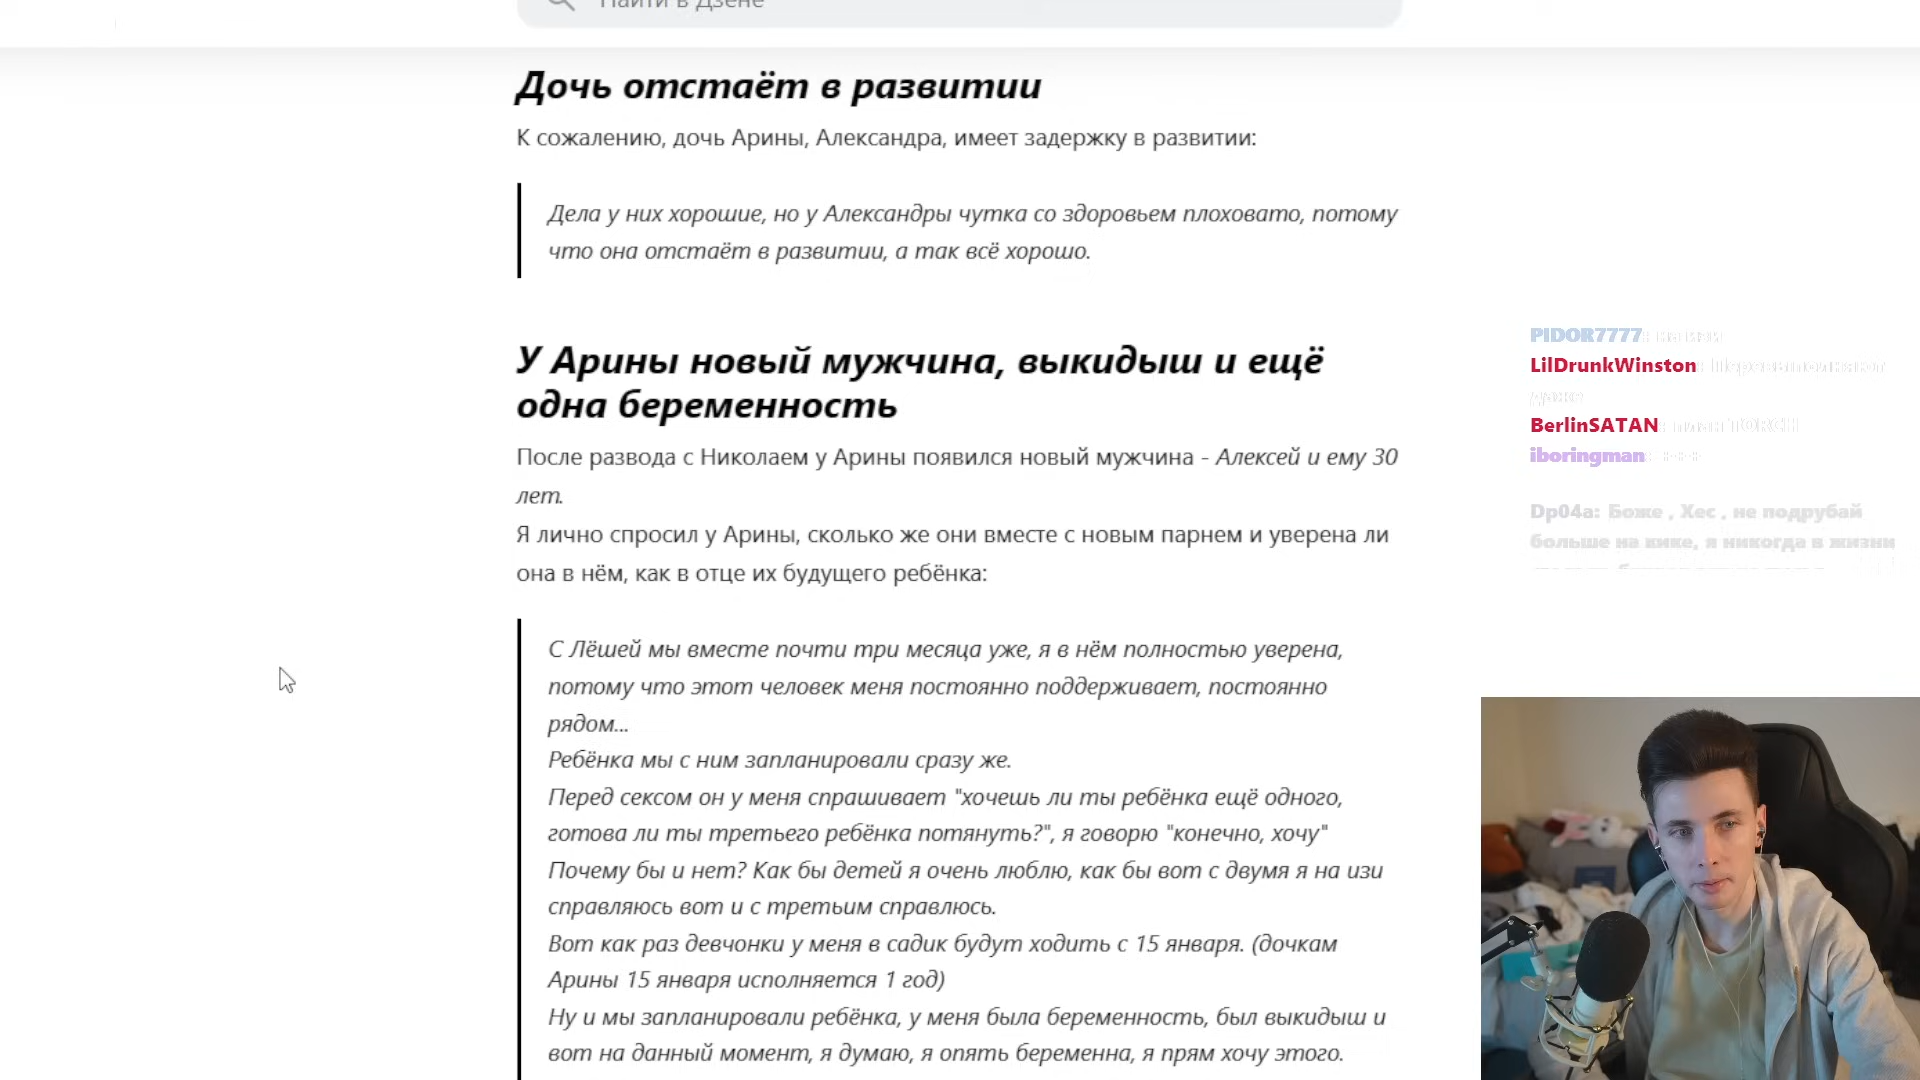 Найти в Дзене
Дочь отстаёт в развитии
К сожалению, дочь Арины, Александра, имеет задержку в развитии:
Дела у них хорошие, но у Александры чутка со здоровьем плоховато, потому
что она отстаёт в развитии, а так всё хорошо.
У Арины новый мужчина, выкидыш и ещё
одна беременность
После развода с Николаем у Арины появился новый мужчина - Алексей и ему 30
лет.
Я лично спросил у Арины, сколько же они вместе с новым парнем и уверена ли
она в нём, как в отце их будущего ребёнка:
С Лёшей мы вместе почти три месяца уже, я в нём полностью уверена,
потому что этот человек меня постоянно поддерживает, постоянно
рядом...
Ребёнка мы с ним запланировали сразу же.
Перед сексом он у меня спрашивает "хочешь ли ты ребёнка ещё одного,
готова ли ты третьего ребёнка потянуть?", я говорю "конечно, хочу"
Почему бы и нет? Как бы детей я очень люблю, как бы вот с двумя я на изи
справляюсь вот и с третьим справлюсь.
Вот как раз девчонки у меня в садик будут ходить с 15 января. (дочкам
Арины 15 января исполняется 1 год)
Ну и мы запланировали ребёнка, у меня была беременность, был выкидыш и
вот на данный момент, я думаю, я опять беременна, я прям хочу этого.
PIDOR7777: на изи
LilDrunkWinston: Перевыполняют
даже
BerlinSATAN: план TORCH
iboringman:
Dp04a: Боже , Хес , не подрубай
больше на кике, я никогда в жизни